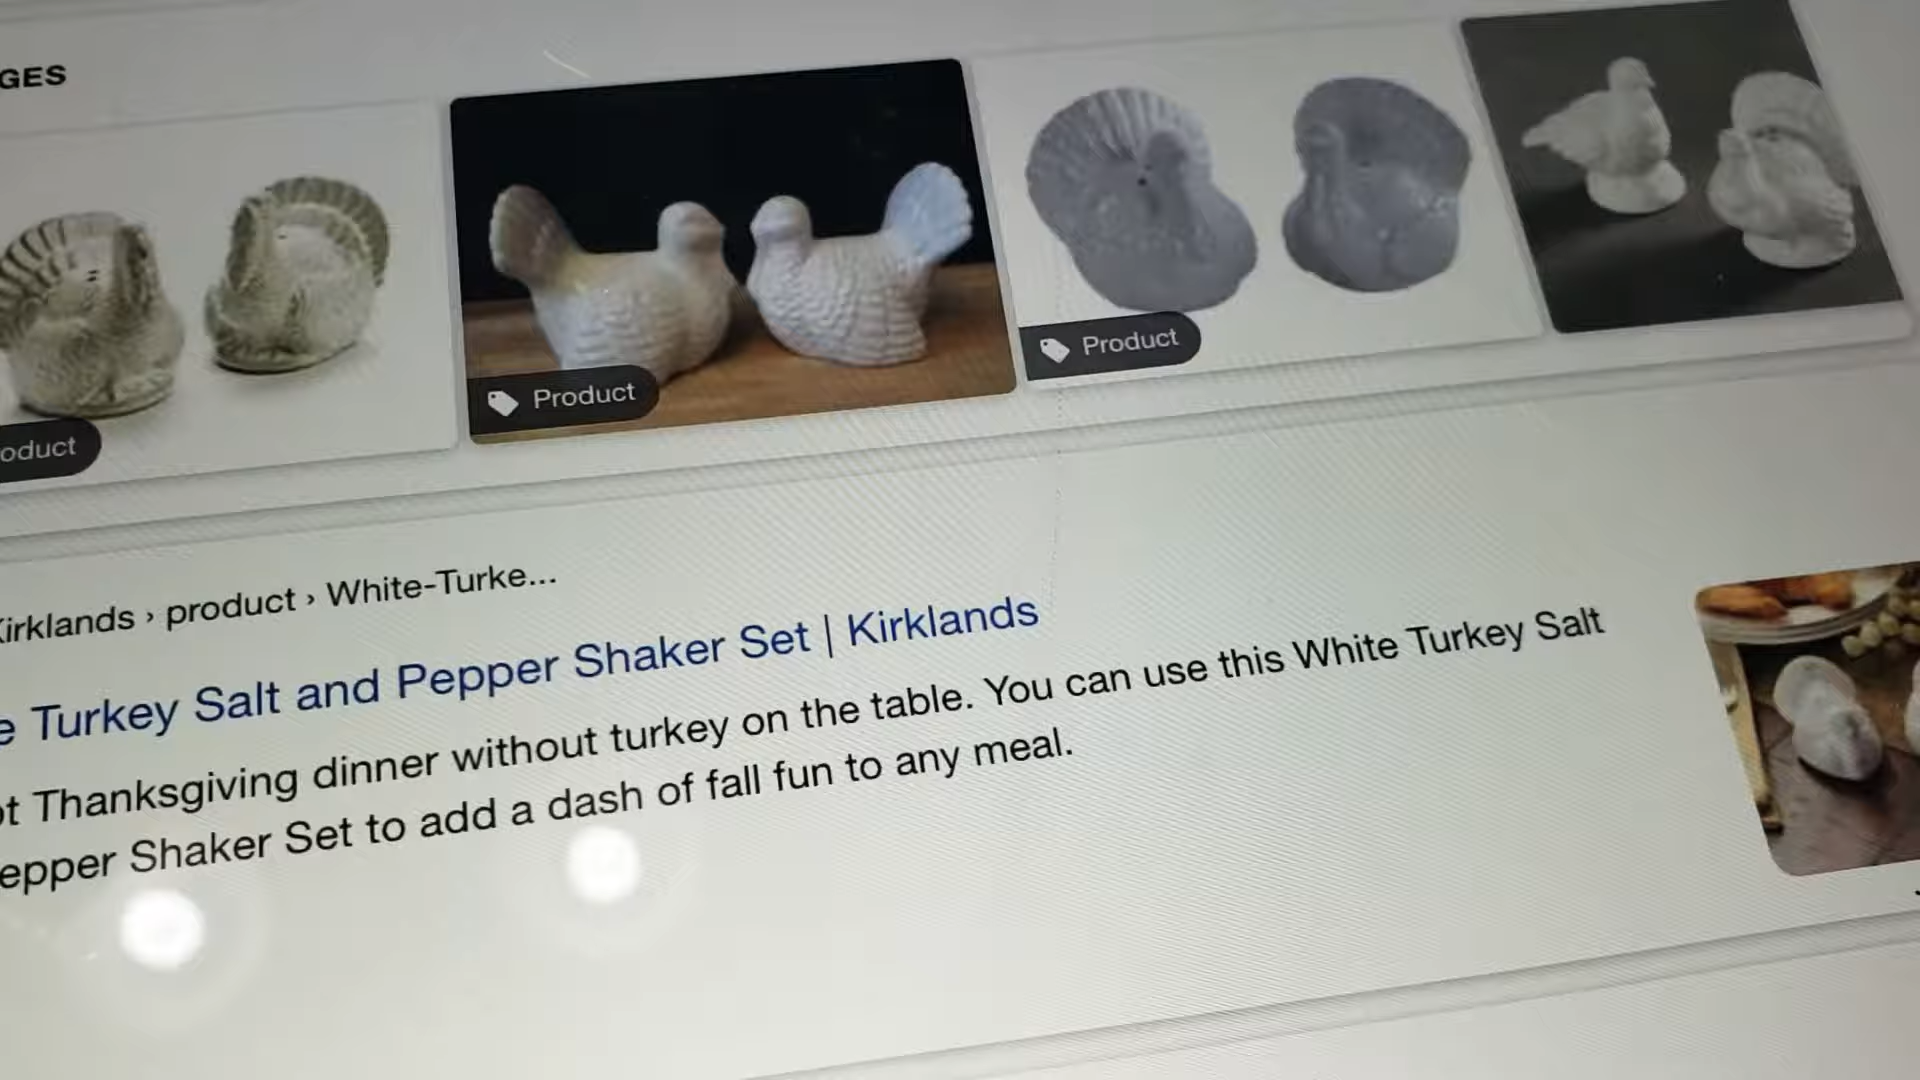 GES
oduct
Product
Product
Kirklands › product › White-Turke...
e Turkey Salt and Pepper Shaker Set | Kirklands
ot Thanksgiving dinner without turkey on the table. You can use this White Turkey Salt
epper Shaker Set to add a dash of fall fun to any meal.